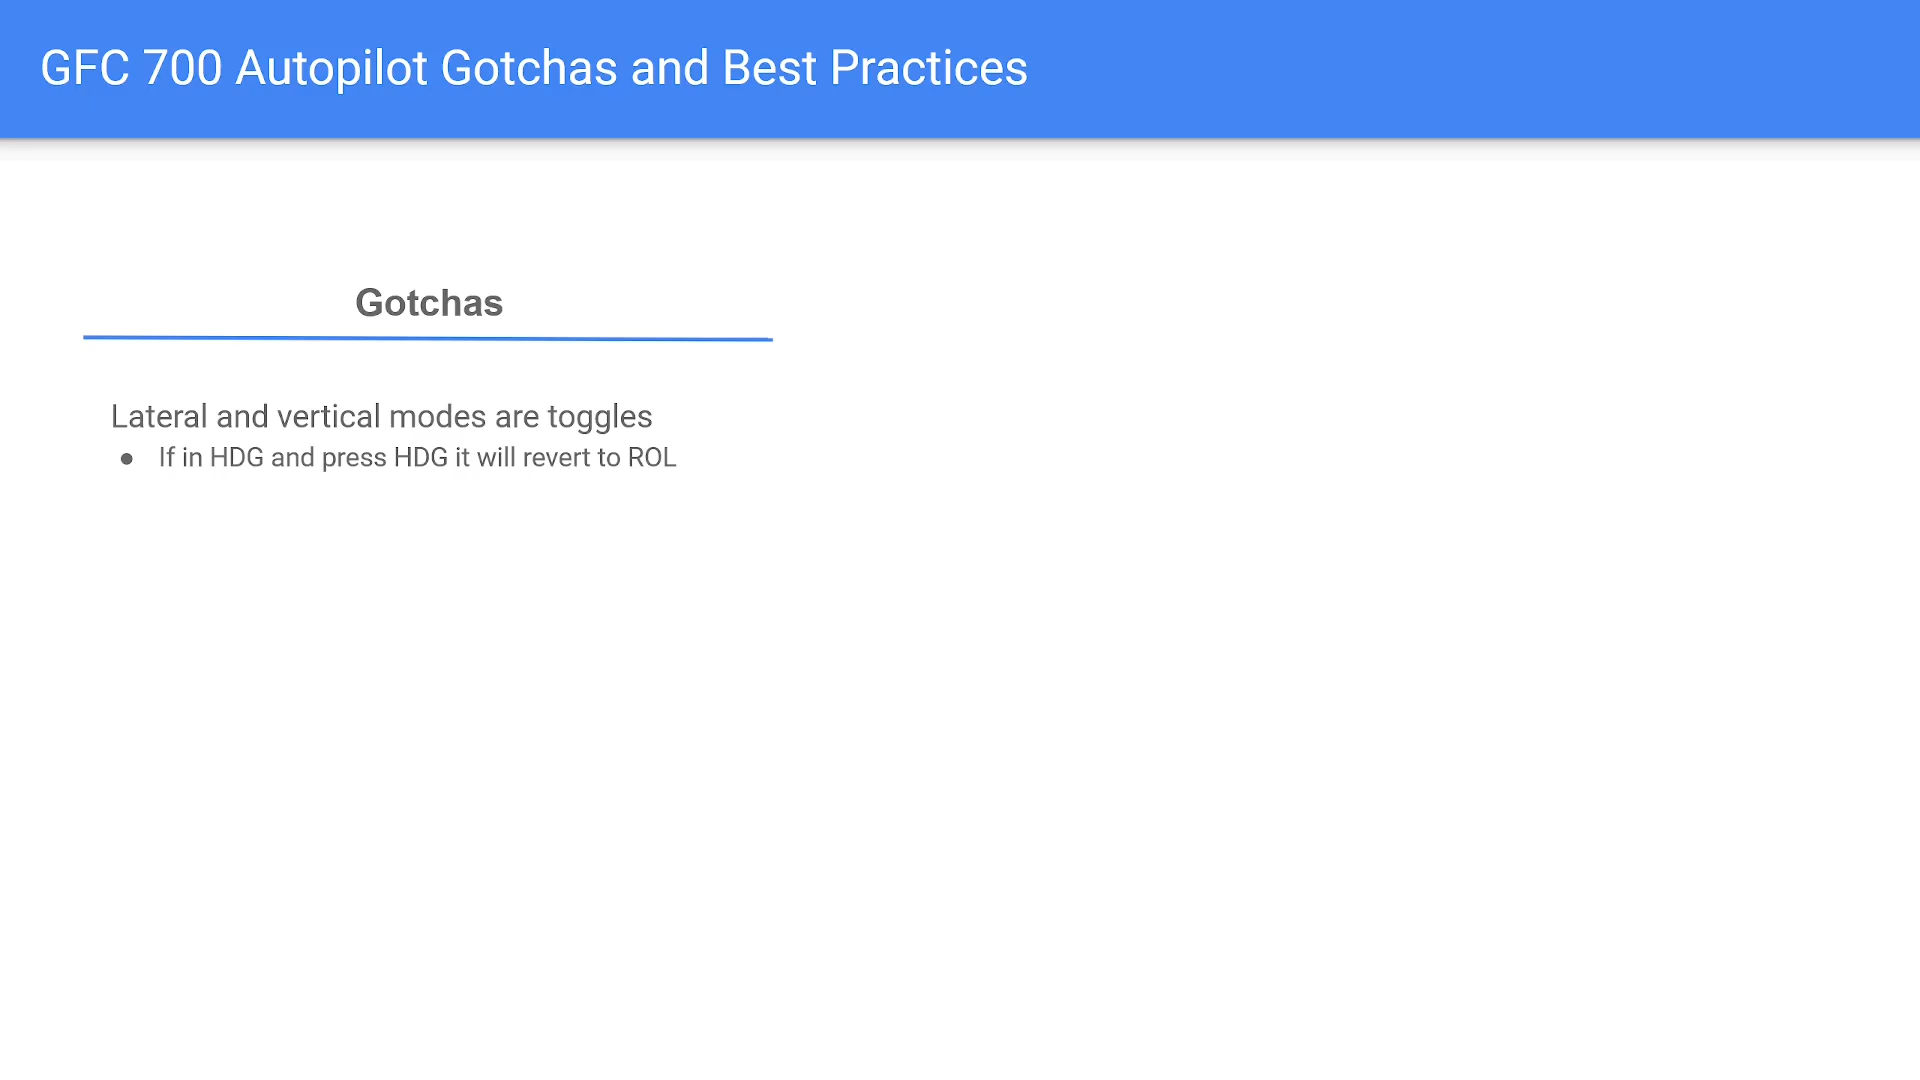 GFC 700 Autopilot Gotchas and Best Practices
Gotchas
Lateral and vertical modes are toggles
● If in HDG and press HDG it will revert to ROL